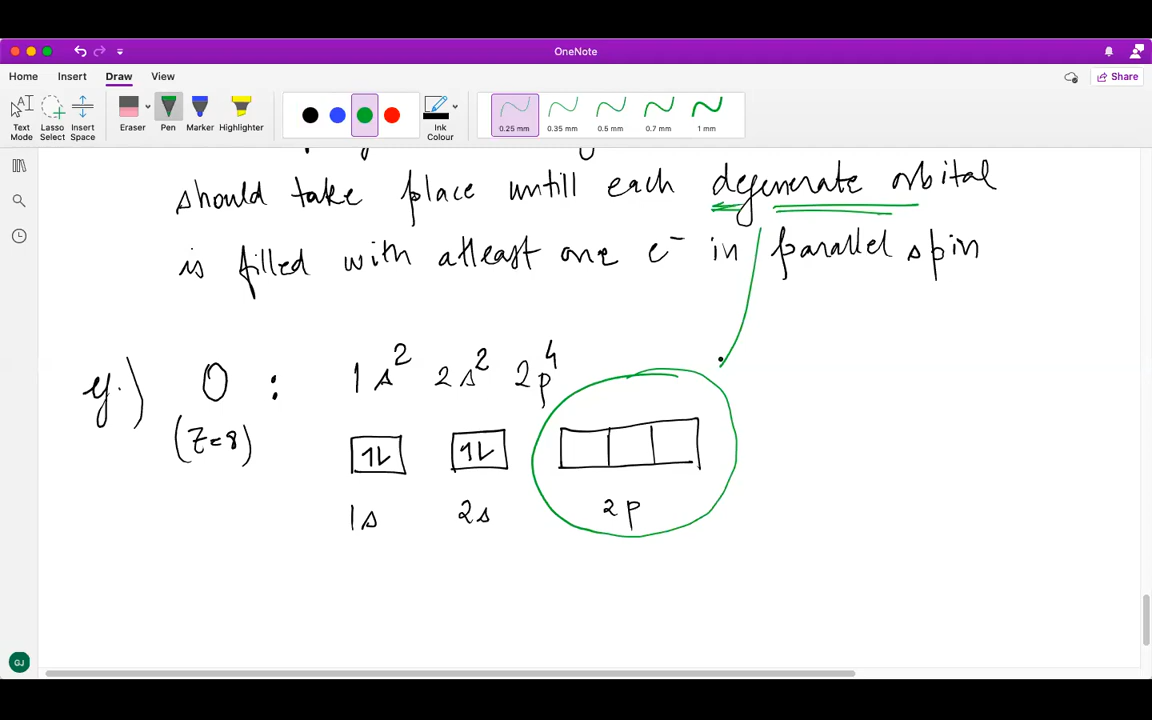 OneNote
Home Insert Draw View
Share
Text Mode
Lasso Select
Insert Space
Eraser
Pen
Marker
Highlighter
Ink Colour
0.25 mm
0.35 mm
0.5 mm
0.7 mm
1 mm
should take place untill each degenerate orbital
is filled with atleast one e⁻ in parallel spin
eg.) O : 1s² 2s² 2p⁴
(Z=8)
1s 2s 2p
GJ